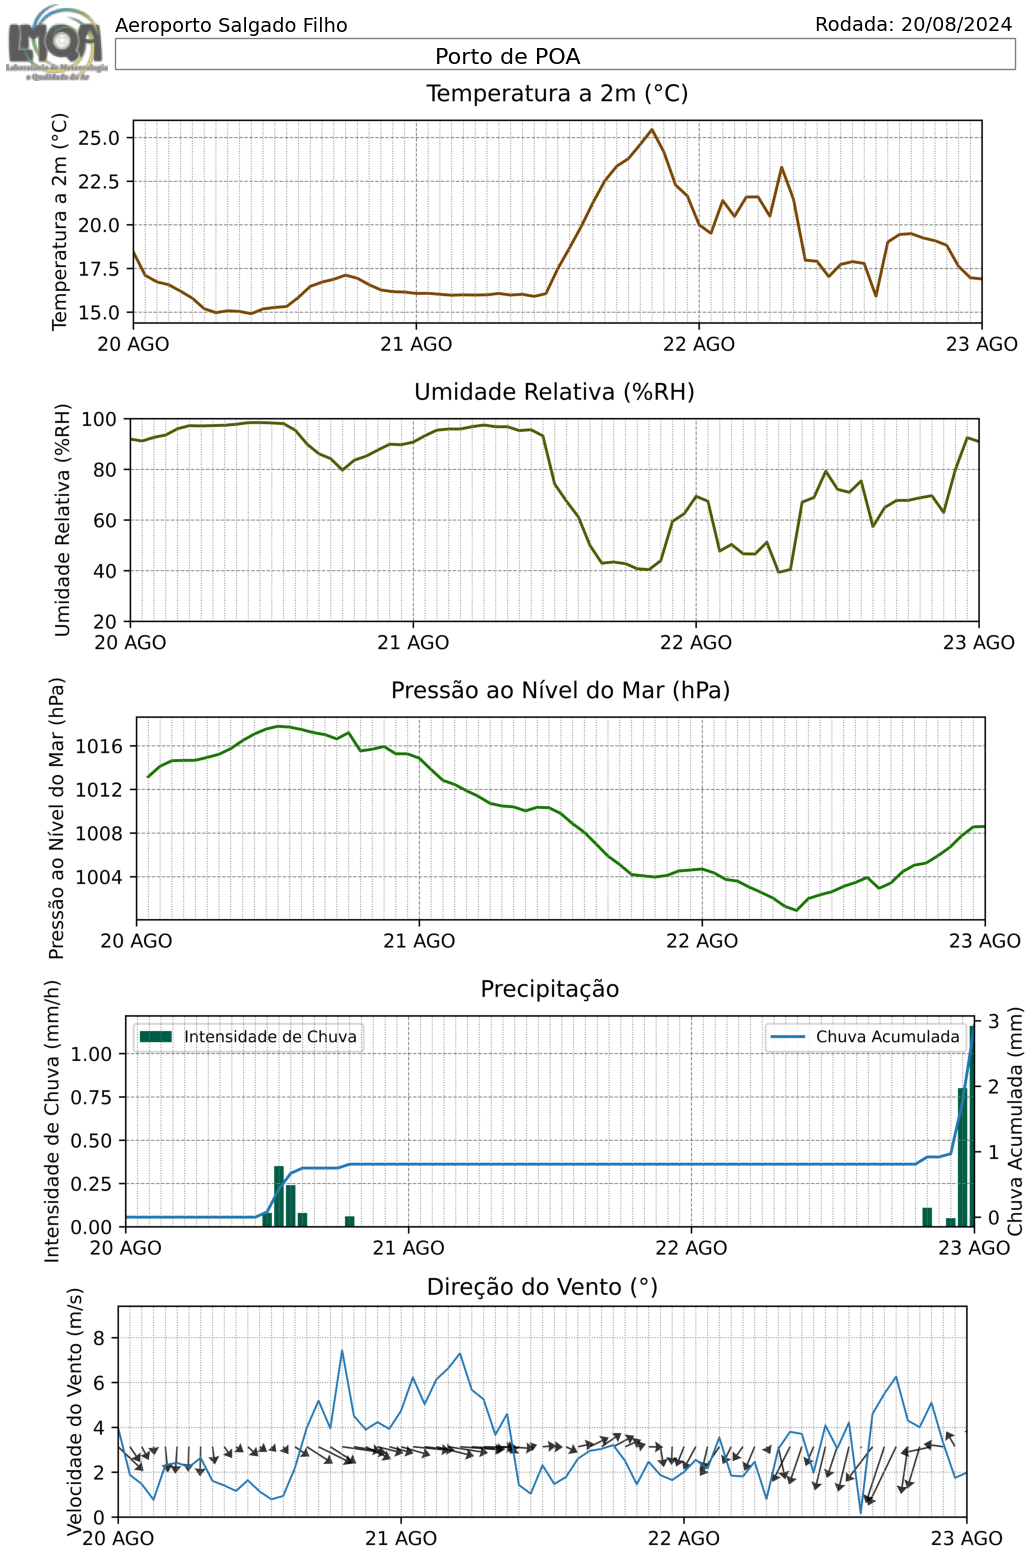 LMQA
Laboratório de Meteorologia
e Qualidade do Ar
Aeroporto Salgado Filho
Rodada: 20/08/2024
Porto de POA
Temperatura a 2m (°C)
Temperatura a 2m (°C)
25.0
22.5
20.0
17.5
15.0
20 AGO 21 AGO 22 AGO 23 AGO
Umidade Relativa (%RH)
Umidade Relativa (%RH)
100
80
60
40
20
20 AGO 21 AGO 22 AGO 23 AGO
Pressão ao Nível do Mar (hPa)
Pressão ao Nível do Mar (hPa)
1016
1012
1008
1004
20 AGO 21 AGO 22 AGO 23 AGO
Precipitação
Intensidade de Chuva (mm/h)
1.00
0.75
0.50
0.25
0.00
Intensidade de Chuva
Chuva Acumulada
3
2
1
0
Chuva Acumulada (mm)
20 AGO 21 AGO 22 AGO 23 AGO
Direção do Vento (°)
Velocidade do Vento (m/s)
8
6
4
2
0
20 AGO 21 AGO 22 AGO 23 AGO